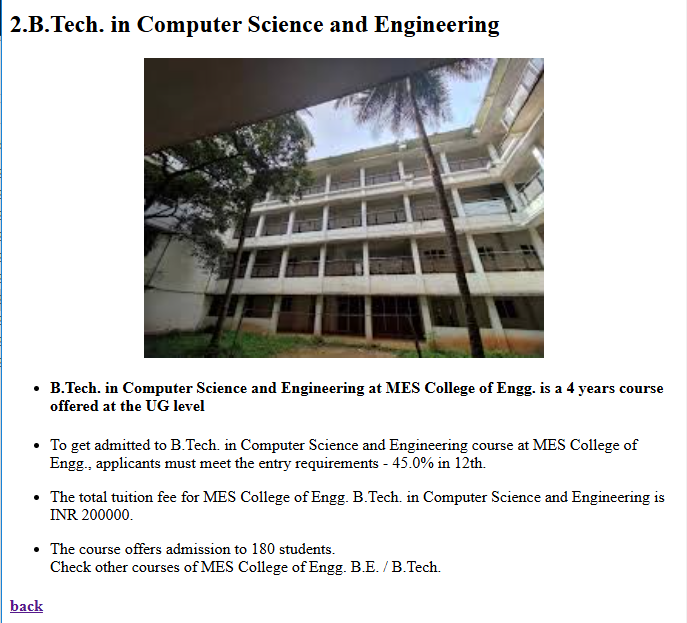 2.B.Tech. in Computer Science and Engineering
• B.Tech. in Computer Science and Engineering at MES College of Engg. is a 4 years course
offered at the UG level
• To get admitted to B.Tech. in Computer Science and Engineering course at MES College of
Engg., applicants must meet the entry requirements - 45.0% in 12th.
• The total tuition fee for MES College of Engg. B.Tech. in Computer Science and Engineering is
INR 200000.
• The course offers admission to 180 students.
Check other courses of MES College of Engg. B.E. / B.Tech.
back